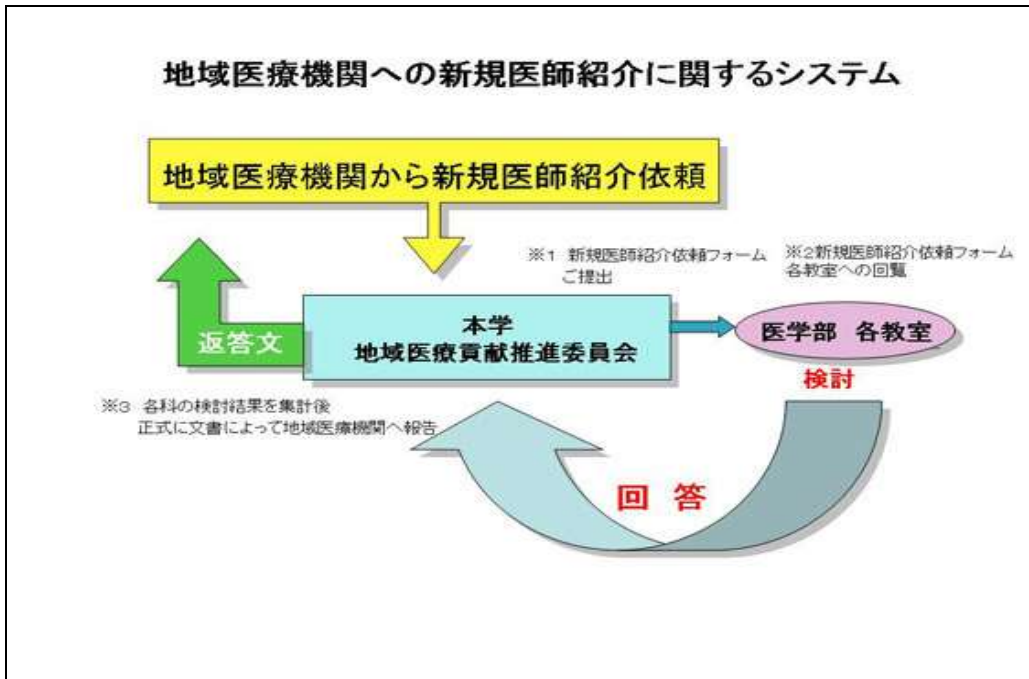 地域医療機関への新規医師紹介に関するシステム
地域医療機関から新規医師紹介依頼
※1 新規医師紹介依頼フォーム
ご提出
※2新規医師紹介依頼フォーム
各教室への回覧
返答文
本学
地域医療貢献推進委員会
医学部 各教室
検討
※3 各科の検討結果を集計後
正式に文書によって地域医療機関へ報告
回 答